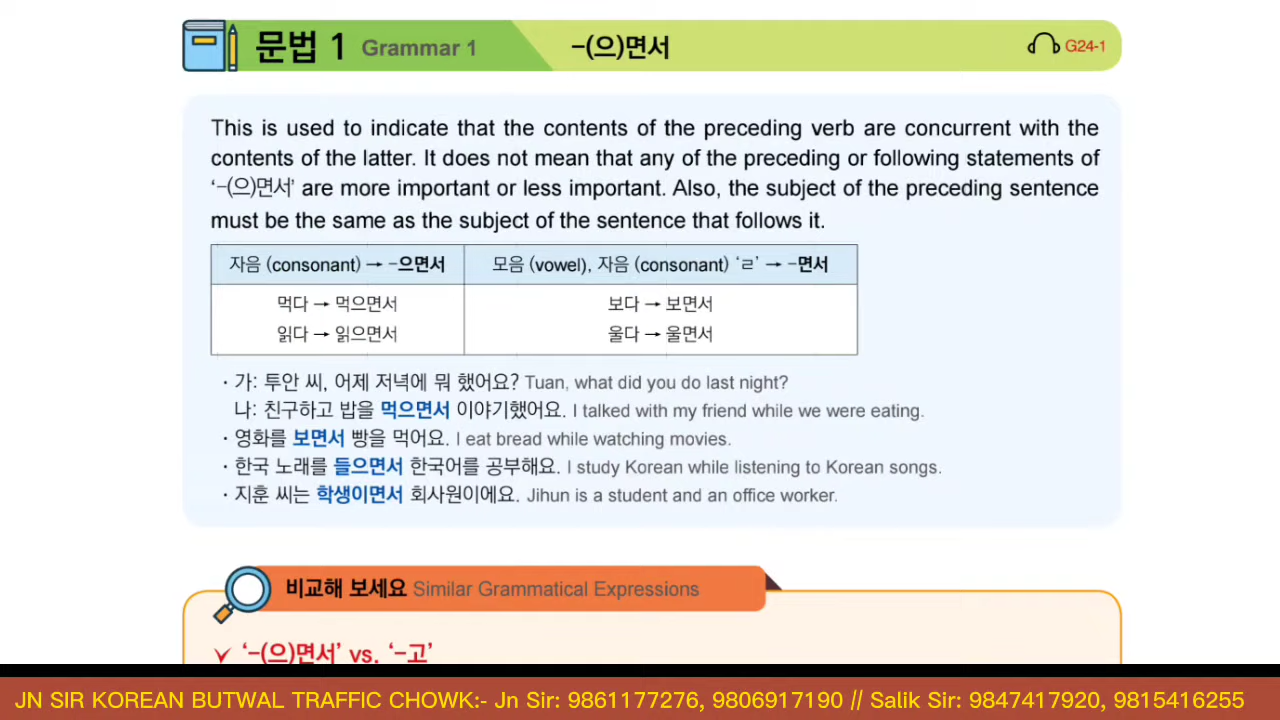 문법 1 Grammar 1 -(으)면서 G24-1
This is used to indicate that the contents of the preceding verb are concurrent with the
contents of the latter. It does not mean that any of the preceding or following statements of
‘-(으)면서’ are more important or less important. Also, the subject of the preceding sentence
must be the same as the subject of the sentence that follows it.
자음 (consonant) → -으면서 모음 (vowel), 자음 (consonant) ‘ㄹ’ → -면서
먹다 → 먹으면서 보다 → 보면서
읽다 → 읽으면서 울다 → 울면서
· 가: 투안 씨, 어제 저녁에 뭐 했어요? Tuan, what did you do last night?
나: 친구하고 밥을 먹으면서 이야기했어요. I talked with my friend while we were eating.
· 영화를 보면서 빵을 먹어요. I eat bread while watching movies.
· 한국 노래를 들으면서 한국어를 공부해요. I study Korean while listening to Korean songs.
· 지훈 씨는 학생이면서 회사원이에요. Jihun is a student and an office worker.
비교해 보세요 Similar Grammatical Expressions
‘-(으)면서’ vs. ‘-고’
JN SIR KOREAN BUTWAL TRAFFIC CHOWK:- Jn Sir: 9861177276, 9806917190 // Salik Sir: 9847417920, 9815416255